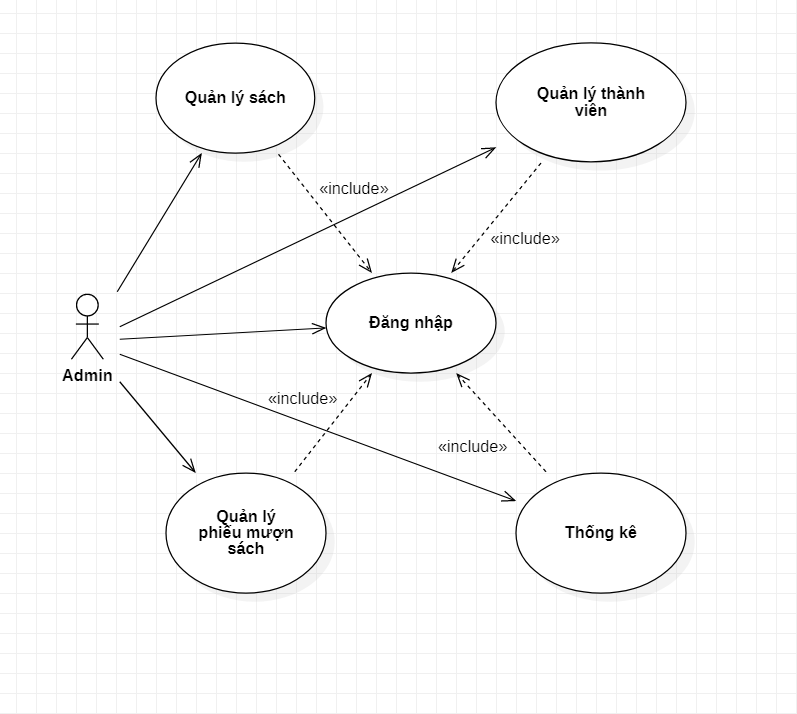 Quản lý sách
Quản lý thành
viên
«include»
«include»
Đăng nhập
Admin
«include»
«include»
Quản lý
phiếu mượn
sách
Thống kê